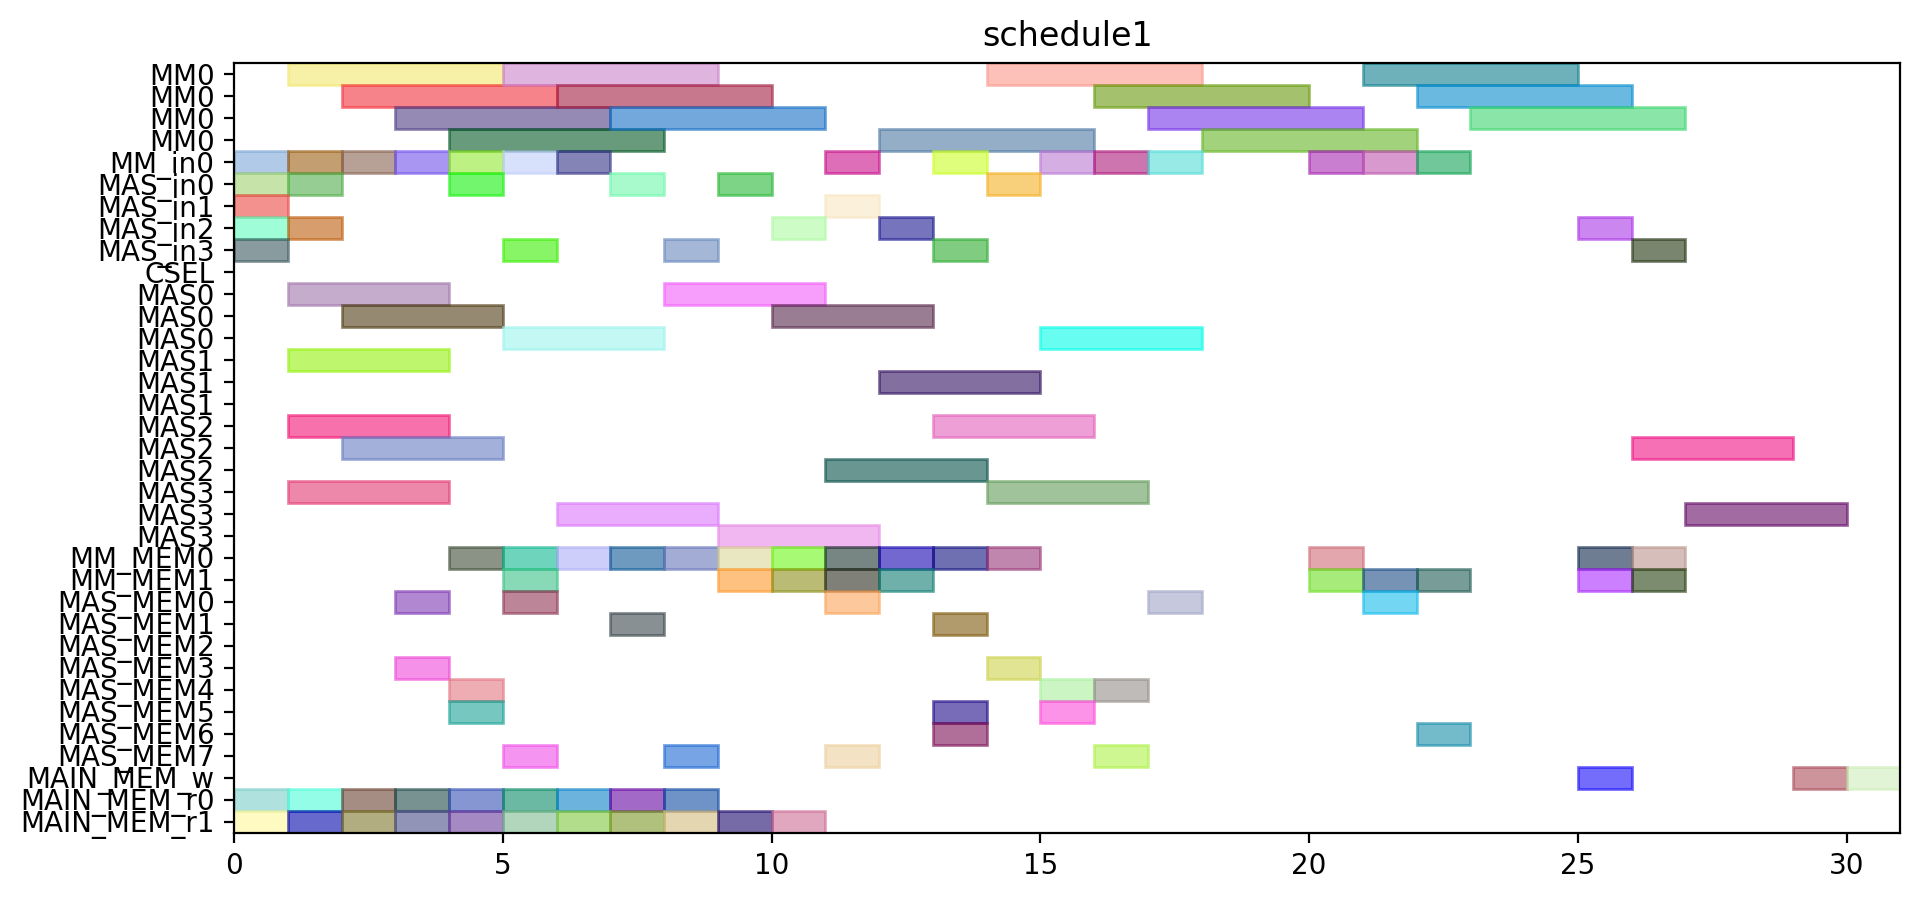 schedule1
MM0
MM0
MM0
MM0
MM_in0
MAS_in0
MAS_in1
MAS_in2
MAS_in3
CSEL
MAS0
MAS0
MAS0
MAS1
MAS1
MAS1
MAS2
MAS2
MAS2
MAS3
MAS3
MAS3
MM_MEM0
MM_MEM1
MAS_MEM0
MAS_MEM1
MAS_MEM2
MAS_MEM3
MAS_MEM4
MAS_MEM5
MAS_MEM6
MAS_MEM7
MAIN_MEM_w
MAIN_MEM_r0
MAIN_MEM_r1
0 5 10 15 20 25 30